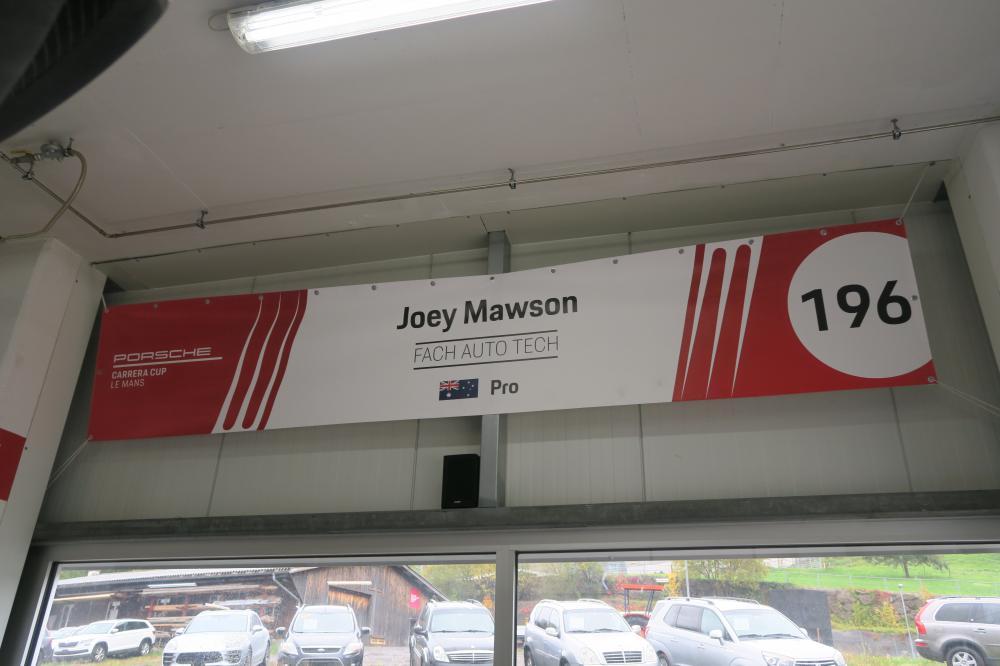 PORSCHE
CARRERA CUP
LE MANS
Joey Mawson
FACH AUTO TECH
Pro
196